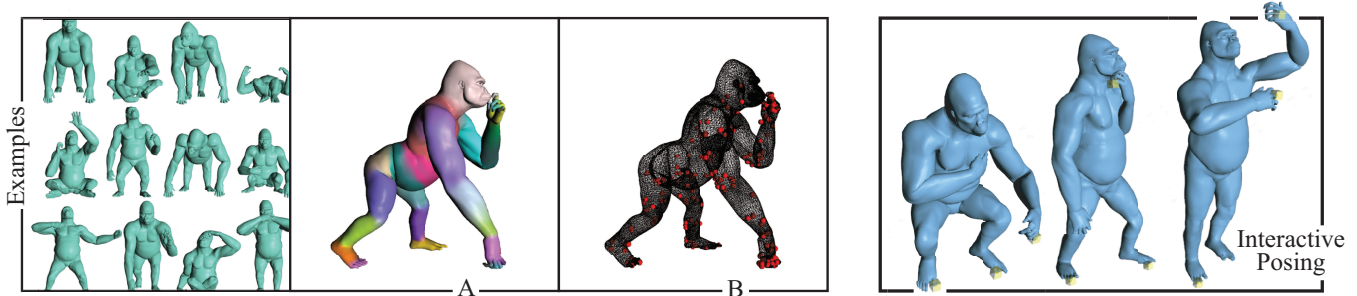 Examples
A
B
Interactive
Posing